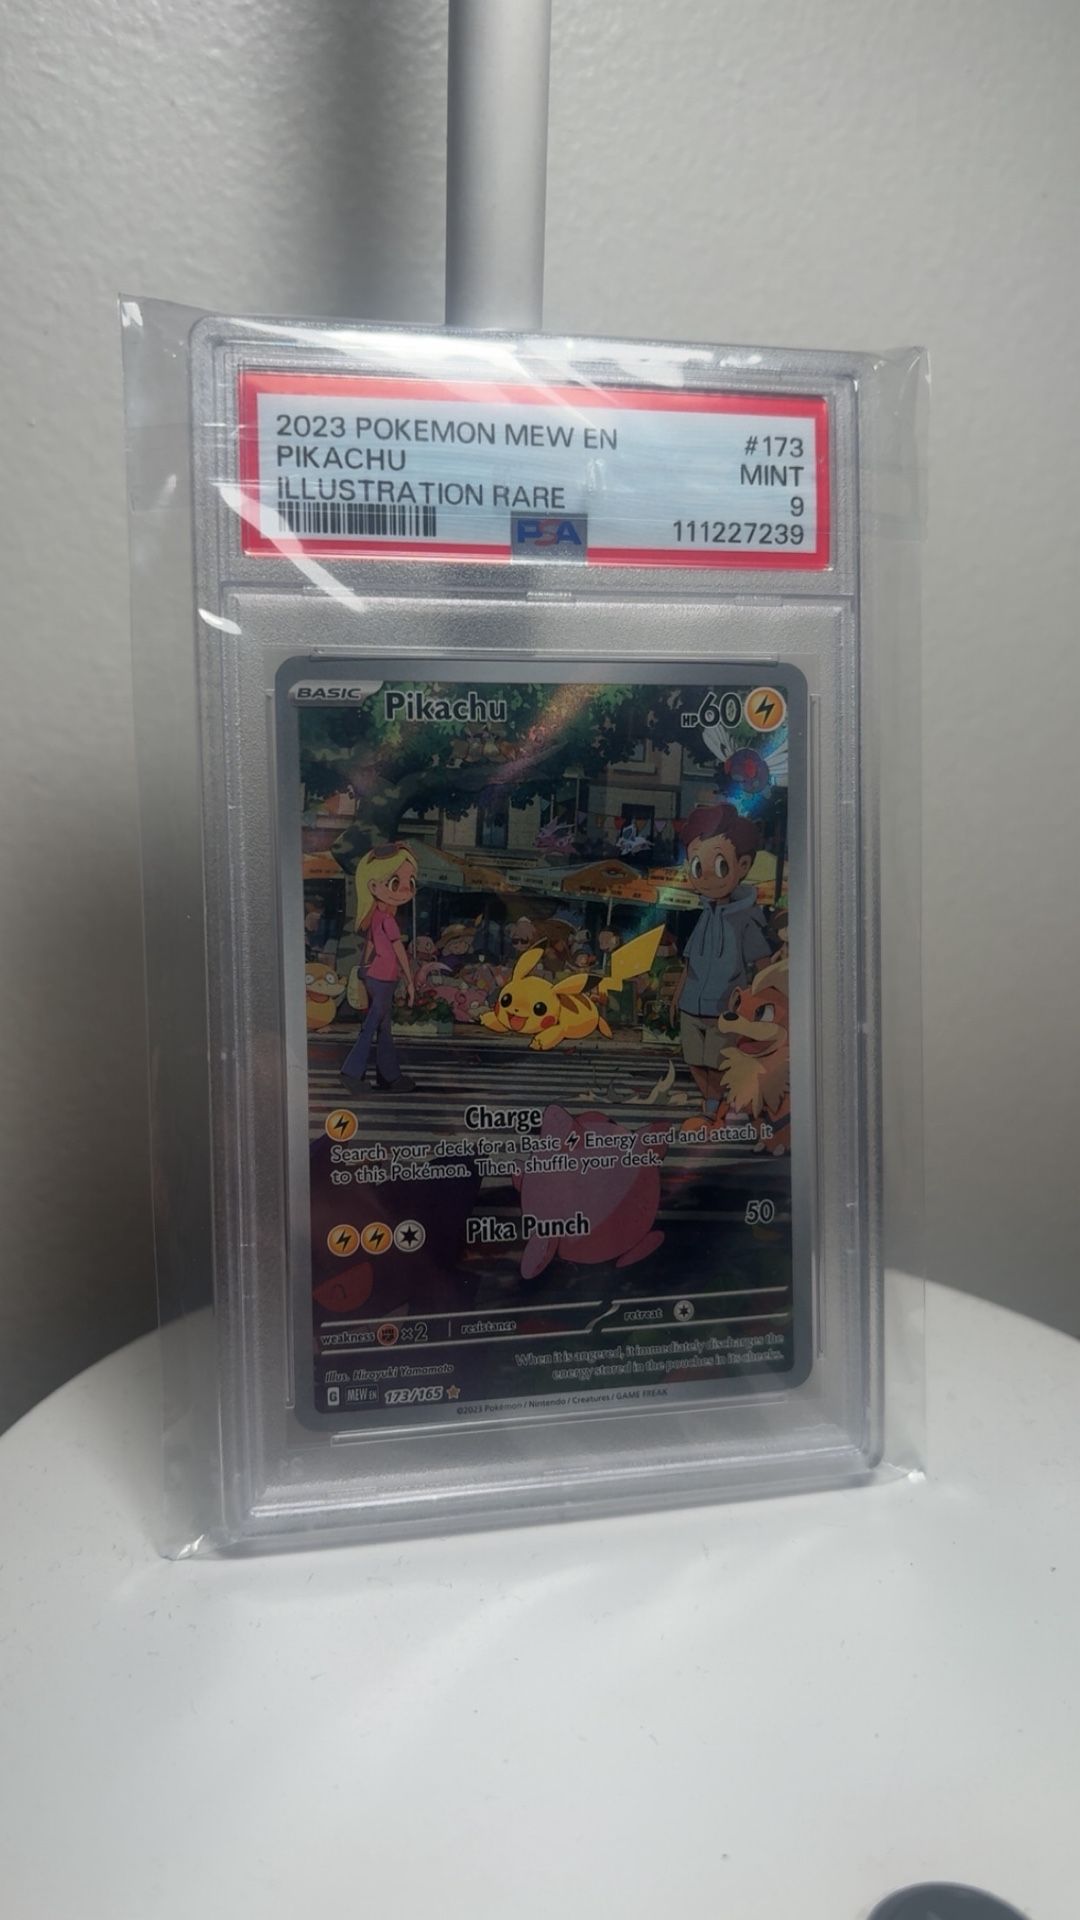 2023 POKEMON MEW EN
#173
PIKACHU
MINT
ILLUSTRATION RARE
9
PSA
111227239
BASIC
Pikachu
HP60
Charge
Search your deck for a Basic Energy card and attach it
to this Pokémon. Then, shuffle your deck.
Pika Punch
50
weakness ×2
resistance
retreat
When it is angered, it immediately discharges the
energy stored in the pouches in its cheeks.
Illus. Hiroyuki Yamamoto
G MEW EN 173/165
©2023 Pokémon / Nintendo / Creatures / GAME FREAK